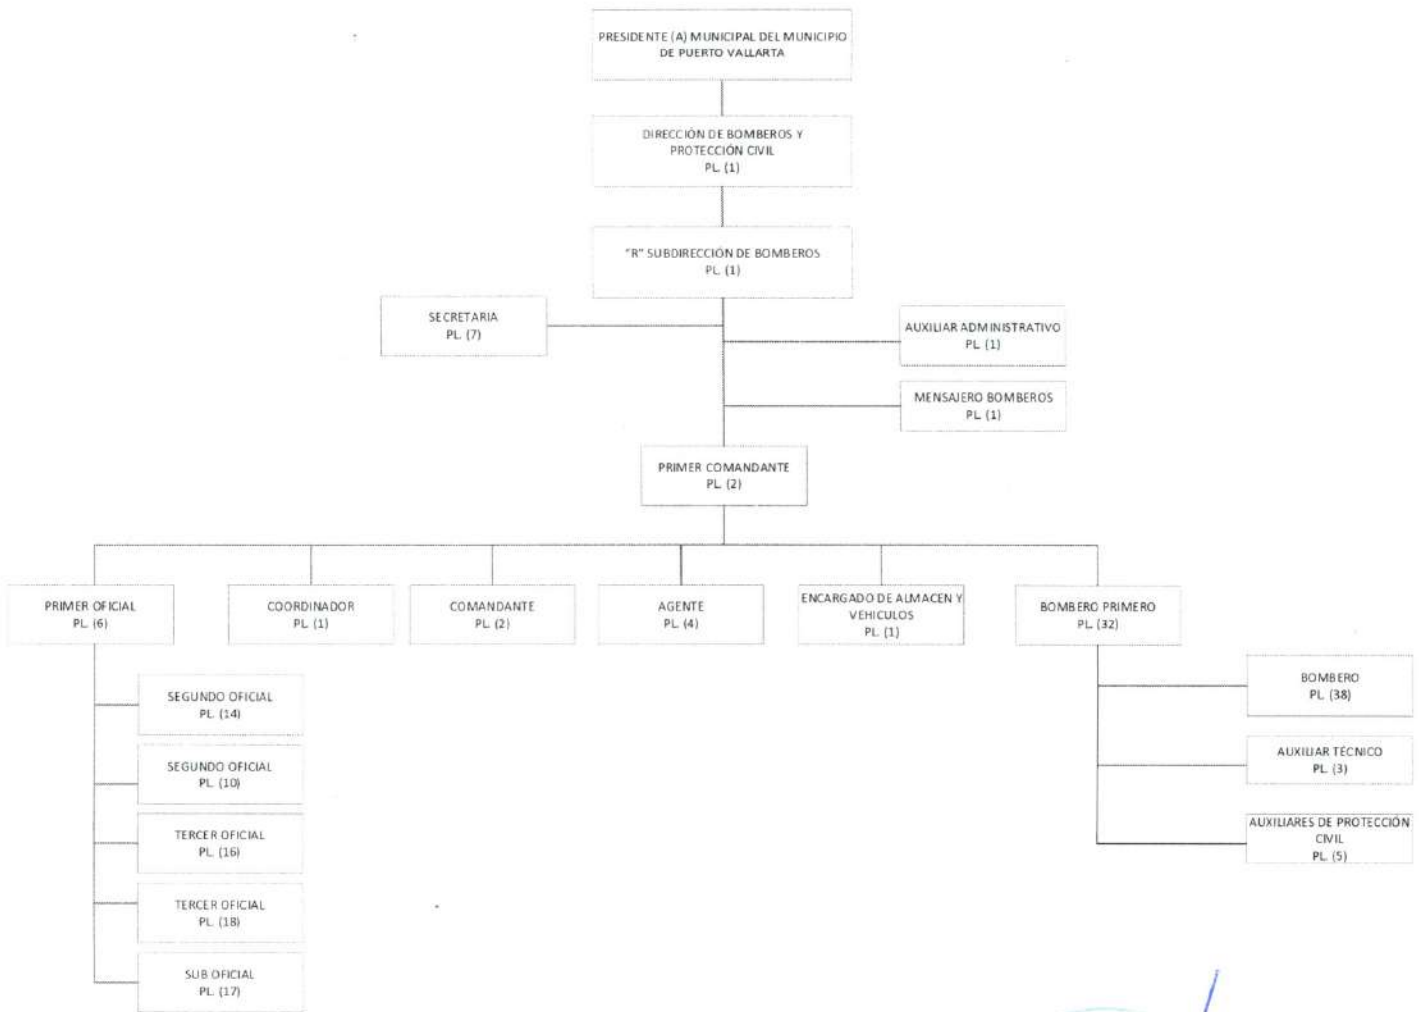 PRESIDENTE (A) MUNICIPAL DEL MUNICIPIO
DE PUERTO VALLARTA
DIRECCIÓN DE BOMBEROS Y
PROTECCIÓN CIVIL
PL. (1)
"R" SUBDIRECCIÓN DE BOMBEROS
PL. (1)
SECRETARIA
PL. (7)
AUXILIAR ADMINISTRATIVO
PL. (1)
MENSAJERO BOMBEROS
PL. (1)
PRIMER COMANDANTE
PL. (2)
PRIMER OFICIAL
PL. (6)
COORDINADOR
PL. (1)
COMANDANTE
PL. (2)
AGENTE
PL. (4)
ENCARGADO DE ALMACEN Y
VEHICULOS
PL. (1)
BOMBERO PRIMERO
PL. (32)
SEGUNDO OFICIAL
PL. (14)
SEGUNDO OFICIAL
PL. (10)
TERCER OFICIAL
PL. (16)
TERCER OFICIAL
PL. (18)
SUB OFICIAL
PL. (17)
BOMBERO
PL. (38)
AUXILIAR TÉCNICO
PL. (3)
AUXILIARES DE PROTECCIÓN
CIVIL
PL. (5)